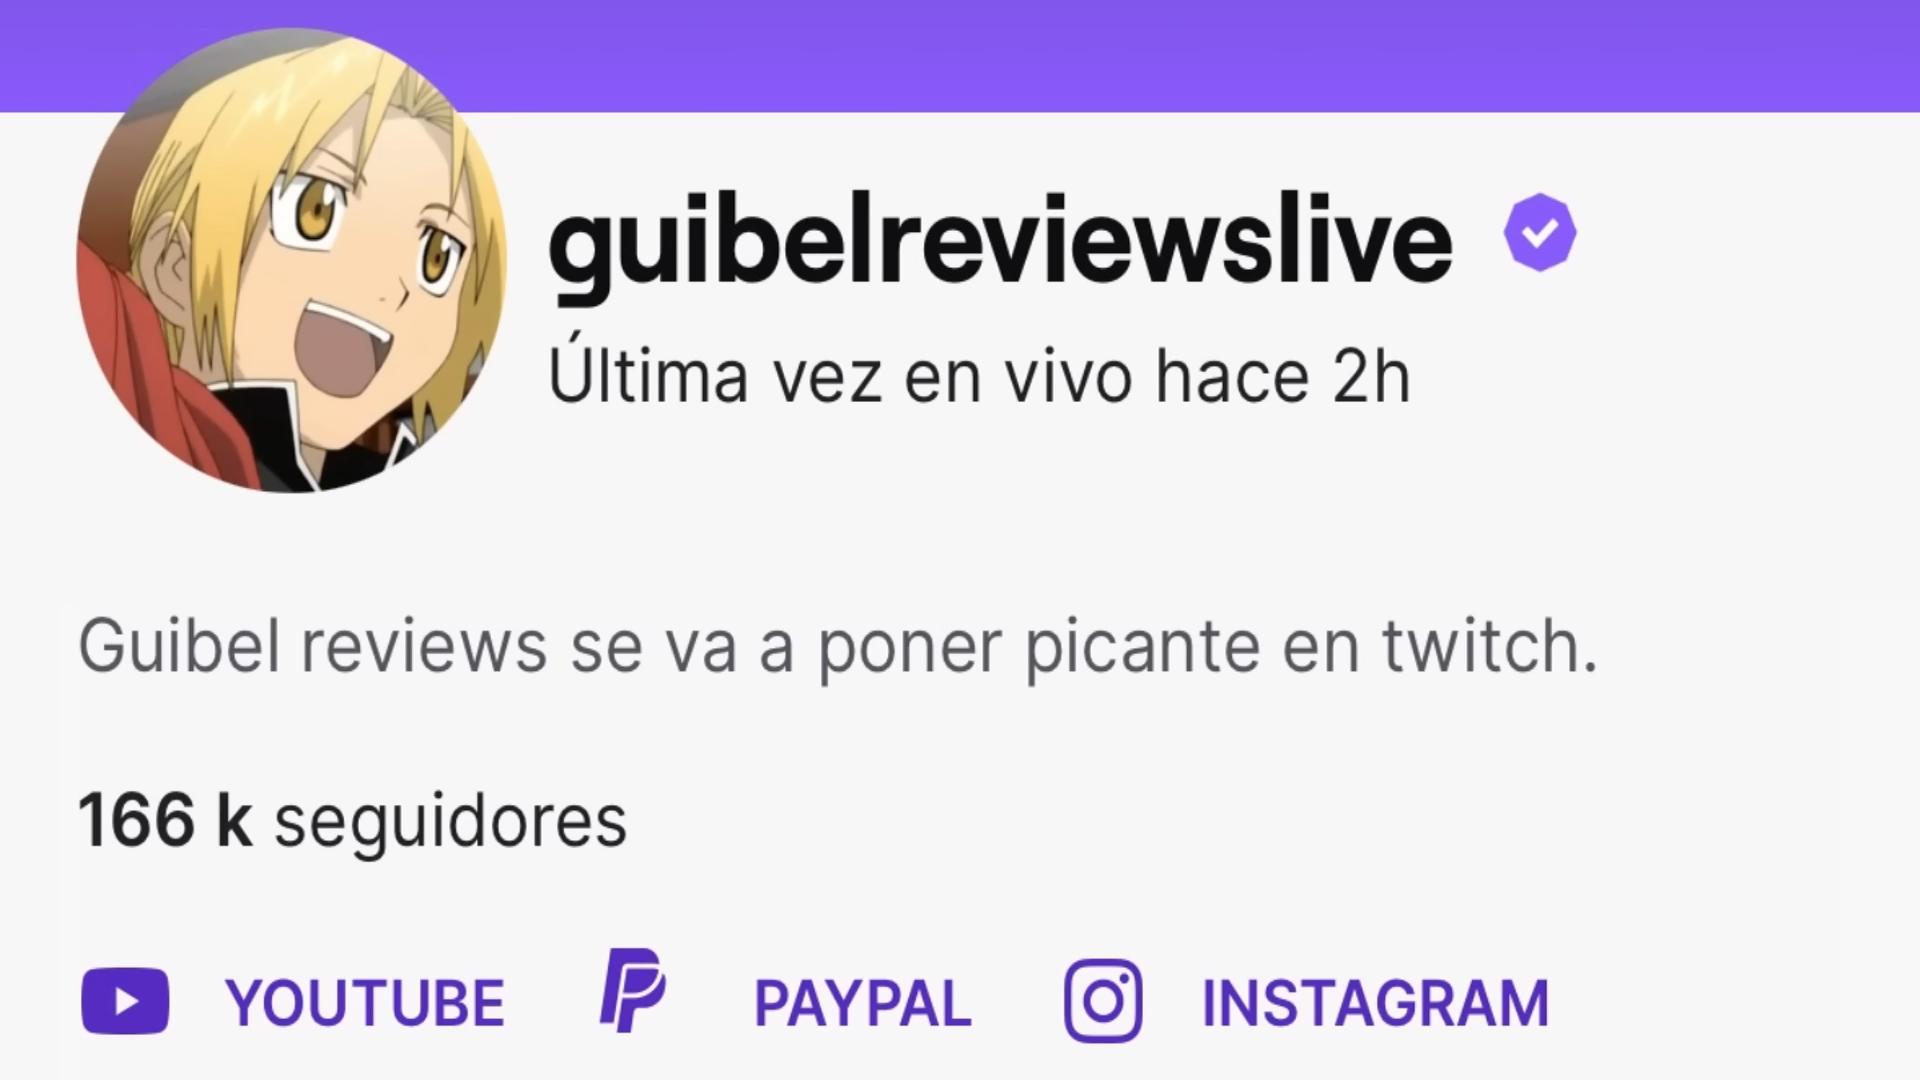 guibelreviewslive
Última vez en vivo hace 2h
Guibel reviews se va a poner picante en twitch.
166 k seguidores
YOUTUBE PAYPAL INSTAGRAM